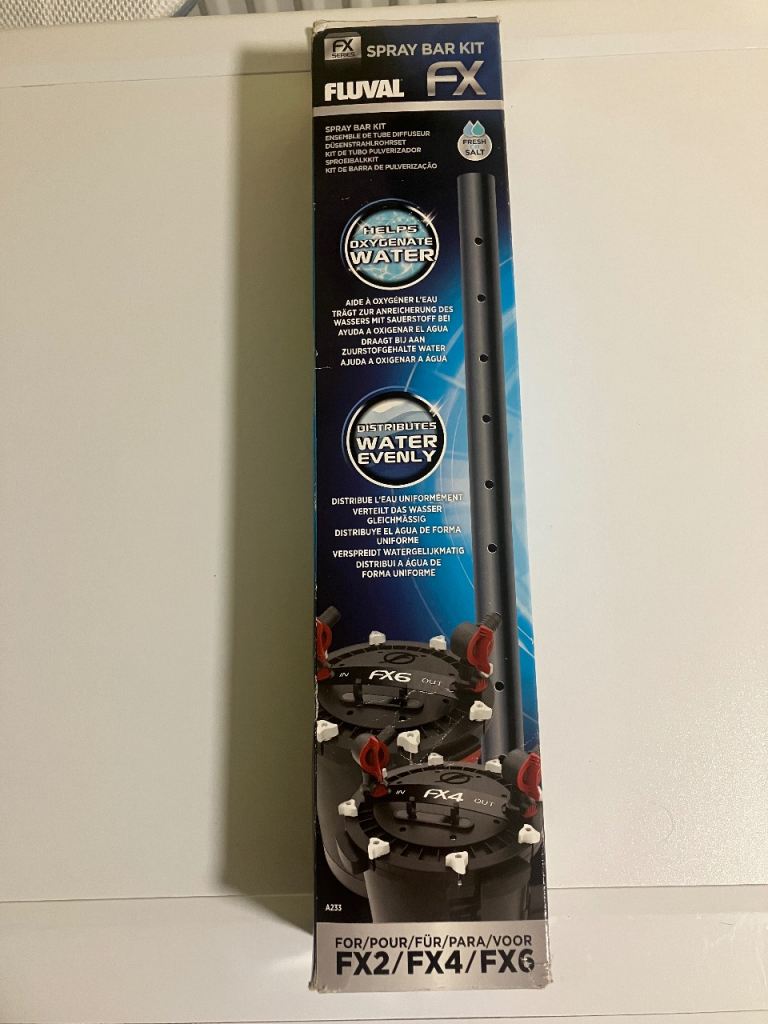 FX SPRAY BAR KIT
SERIES
FLUVAL FX
SPRAY BAR KIT
ENSEMBLE DE TUBE DIFFUSEUR
DÜSENSTRAHLROHRSET
KIT DE TUBO PULVERIZADOR
SPROEIBALKKIT
KIT DE BARRA DE PULVERIZAÇÃO
FRESH
SALT
HELPS
OXYGENATE
WATER
AIDE À OXYGÉNER L'EAU
TRÄGT ZUR ANREICHERUNG DES
WASSERS MIT SAUERSTOFF BEI
AYUDA A OXIGENAR EL AGUA
DRAAGT BIJ AAN
ZUURSTOFGEHALTE WATER
AJUDA A OXIGENAR A ÁGUA
DISTRIBUTES
WATER
EVENLY
DISTRIBUE L'EAU UNIFORMÉMENT
VERTEILT DAS WASSER
GLEICHMÄSSIG
DISTRIBUYE EL AGUA DE FORMA
UNIFORME
VERSPREIDT WATERGELIJKMATIG
DISTRIBUI A ÁGUA DE
FORMA UNIFORME
IN FX6 OUT
IN FX4 OUT
A233
FOR/POUR/FÜR/PARA/VOOR
FX2/FX4/FX6